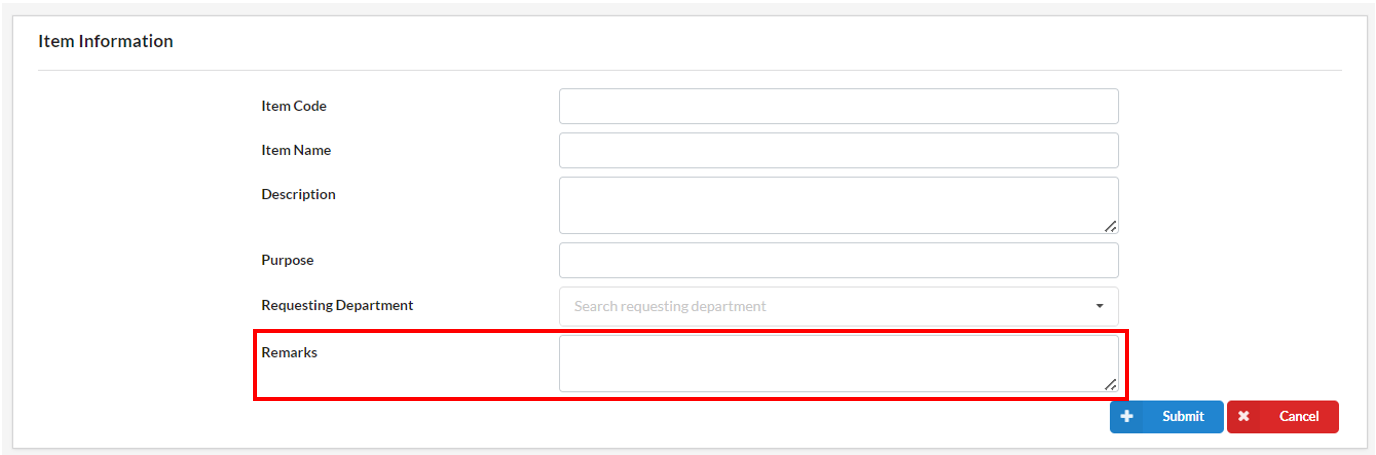 Item Information
Item Code
Item Name
Description
Purpose
Requesting Department
Search requesting department
Remarks
Submit
Cancel